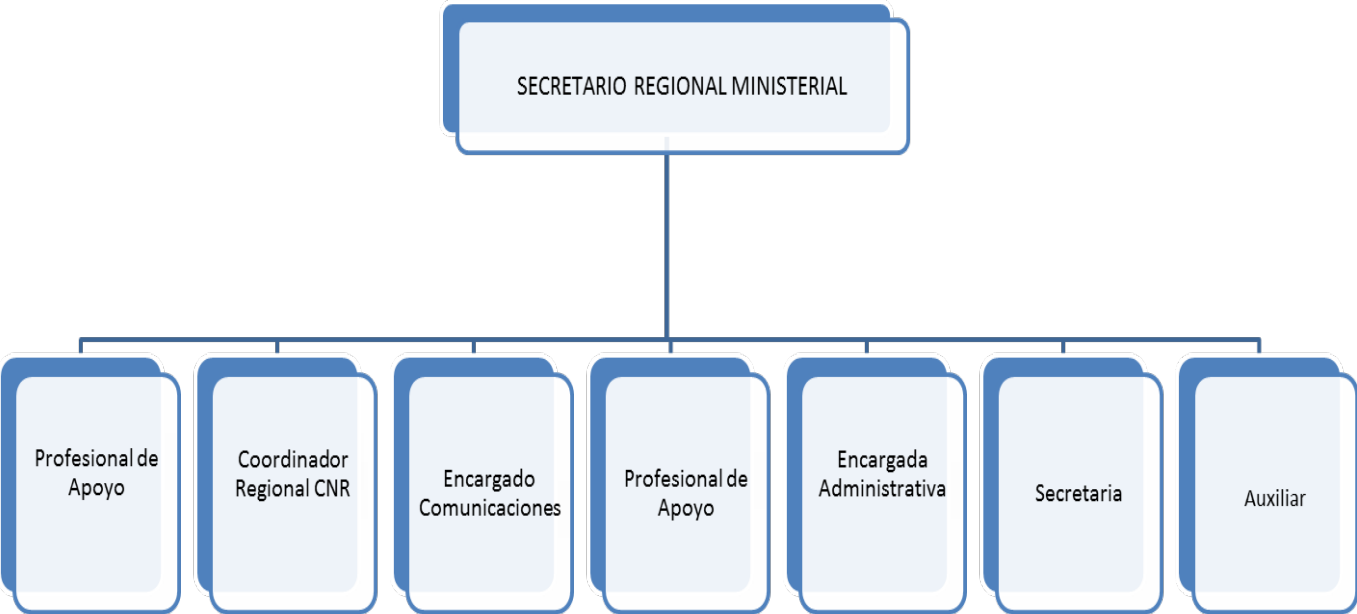 SECRETARIO REGIONAL MINISTERIAL
Profesional de
Apoyo
Coordinador
Regional CNR
Encargado
Comunicaciones
Profesional de
Apoyo
Encargada
Administrativa
Secretaria
Auxiliar